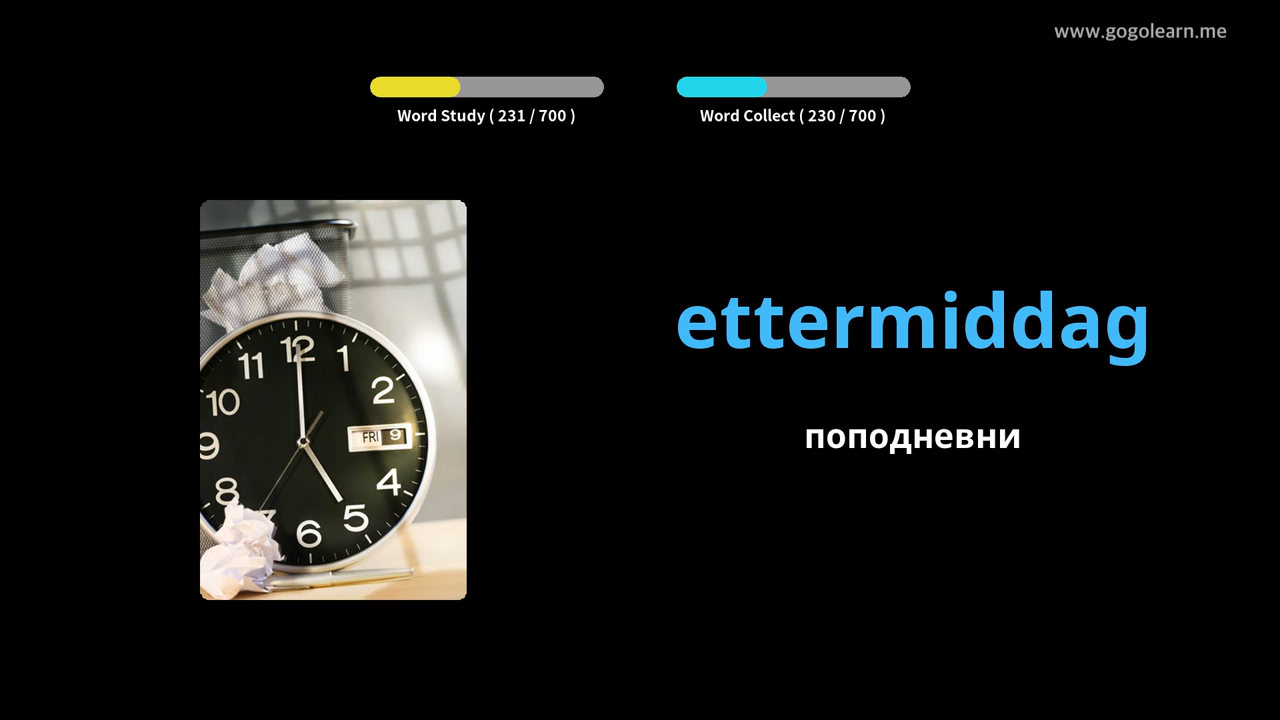 www.gogolearn.me
Word Study ( 231 / 700 )
Word Collect ( 230 / 700 )
ettermiddag
поподневни
12
11
1
10
2
9
FRI 9
8
4
7
5
6